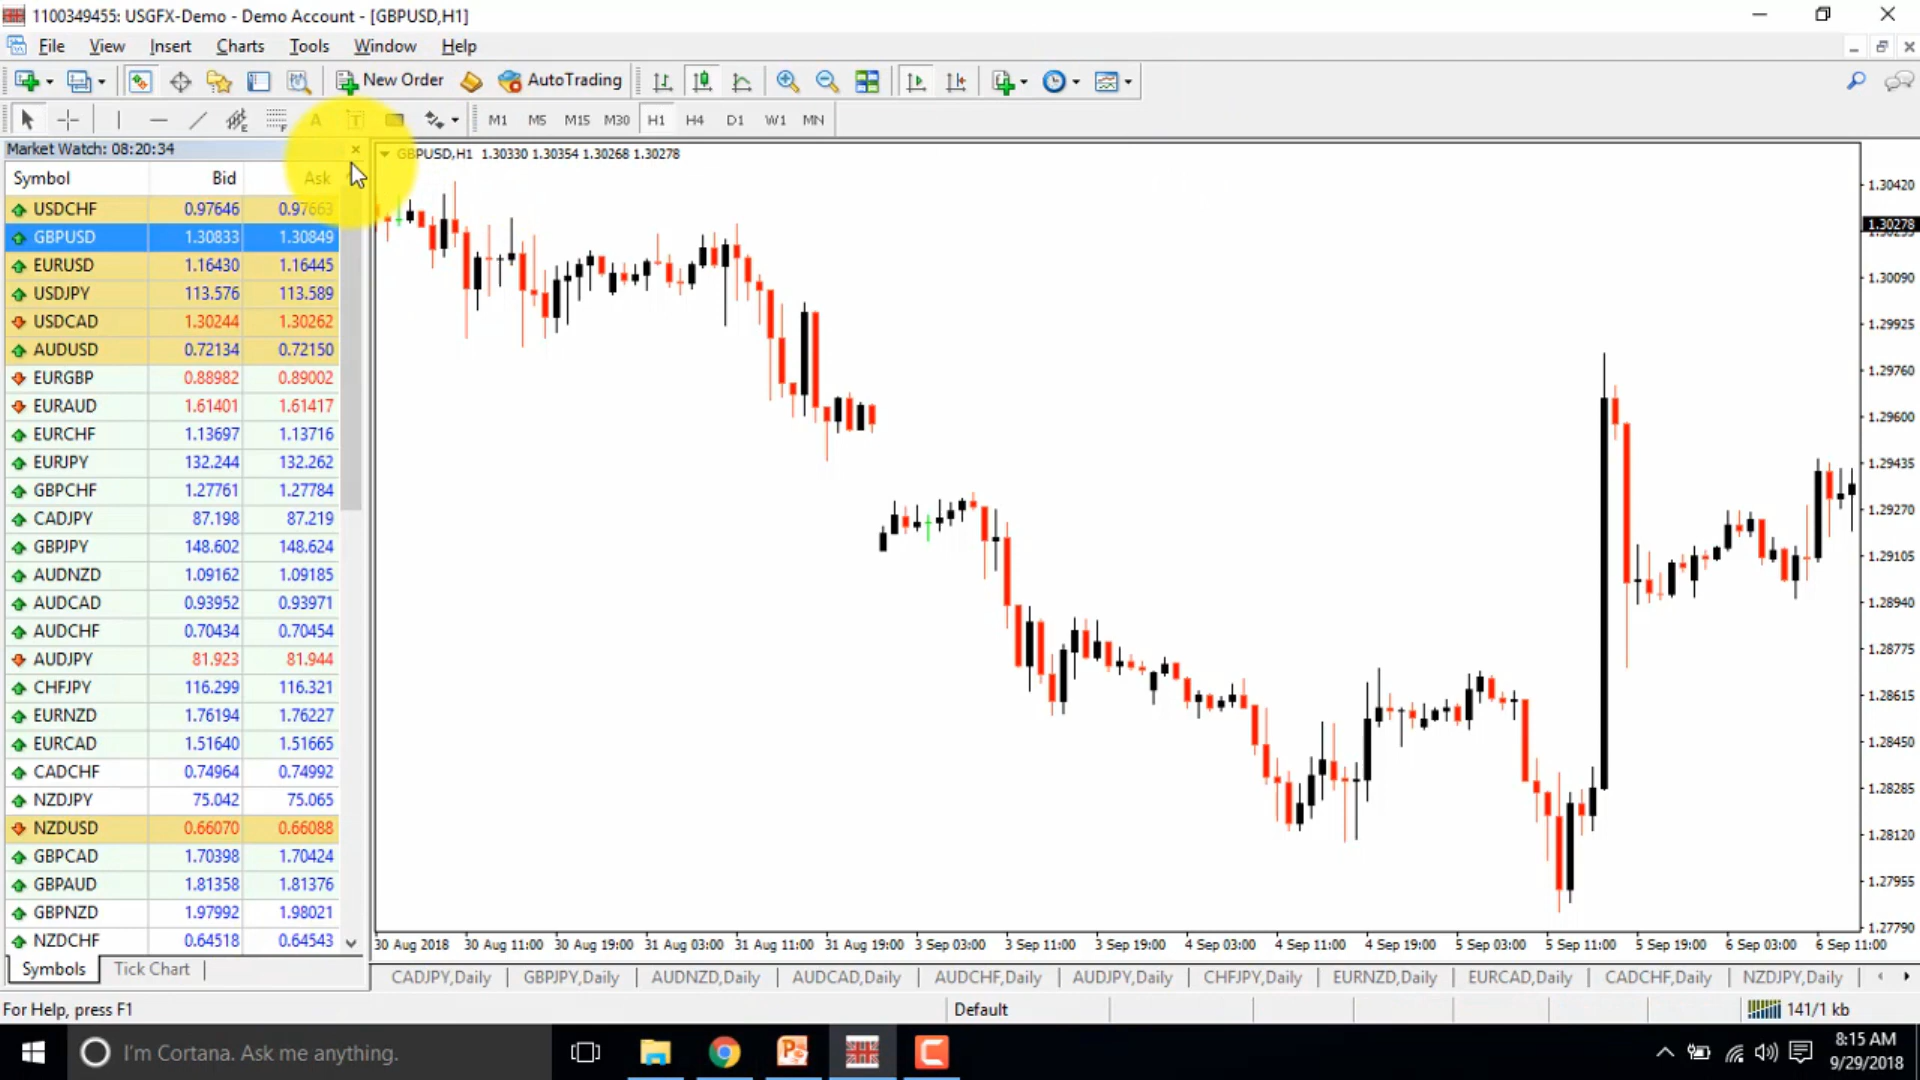 1100349455: USGFX-Demo - Demo Account - [GBPUSD,H1]
File View Insert Charts Tools Window Help
New Order AutoTrading
M1 M5 M15 M30 H1 H4 D1 W1 MN
Market Watch: 08:20:34
Symbol Bid Ask
USDCHF 0.97646 0.97663
GBPUSD 1.30833 1.30849
EURUSD 1.16430 1.16445
USDJPY 113.576 113.589
USDCAD 1.30244 1.30262
AUDUSD 0.72134 0.72150
EURGBP 0.88982 0.89002
EURAUD 1.61401 1.61417
EURCHF 1.13697 1.13716
EURJPY 132.244 132.262
GBPCHF 1.27761 1.27784
CADJPY 87.198 87.219
GBPJPY 148.602 148.624
AUDNZD 1.09162 1.09185
AUDCAD 0.93952 0.93971
AUDCHF 0.70434 0.70454
AUDJPY 81.923 81.944
CHFJPY 116.299 116.321
EURNZD 1.76194 1.76227
EURCAD 1.51640 1.51665
CADCHF 0.74964 0.74992
NZDJPY 75.042 75.065
NZDUSD 0.66070 0.66088
GBPCAD 1.70398 1.70424
GBPAUD 1.81358 1.81376
GBPNZD 1.97992 1.98021
NZDCHF 0.64518 0.64543
Symbols Tick Chart
GBPUSD,H1 1.30330 1.30354 1.30268 1.30278
1.30420
1.30278
1.30090
1.29925
1.29760
1.29600
1.29435
1.29270
1.29105
1.28940
1.28775
1.28615
1.28450
1.28285
1.28120
1.27955
1.27790
30 Aug 2018 30 Aug 11:00 30 Aug 19:00 31 Aug 03:00 31 Aug 11:00 31 Aug 19:00 3 Sep 03:00 3 Sep 11:00 3 Sep 19:00 4 Sep 03:00 4 Sep 11:00 4 Sep 19:00 5 Sep 03:00 5 Sep 11:00 5 Sep 19:00 6 Sep 03:00 6 Sep 11:00
CADJPY,Daily GBPJPY,Daily AUDNZD,Daily AUDCAD,Daily AUDCHF,Daily AUDJPY,Daily CHFJPY,Daily EURNZD,Daily EURCAD,Daily CADCHF,Daily NZDJPY,Daily
For Help, press F1 Default 141/1 kb
I'm Cortana. Ask me anything.
8:15 AM
9/29/2018